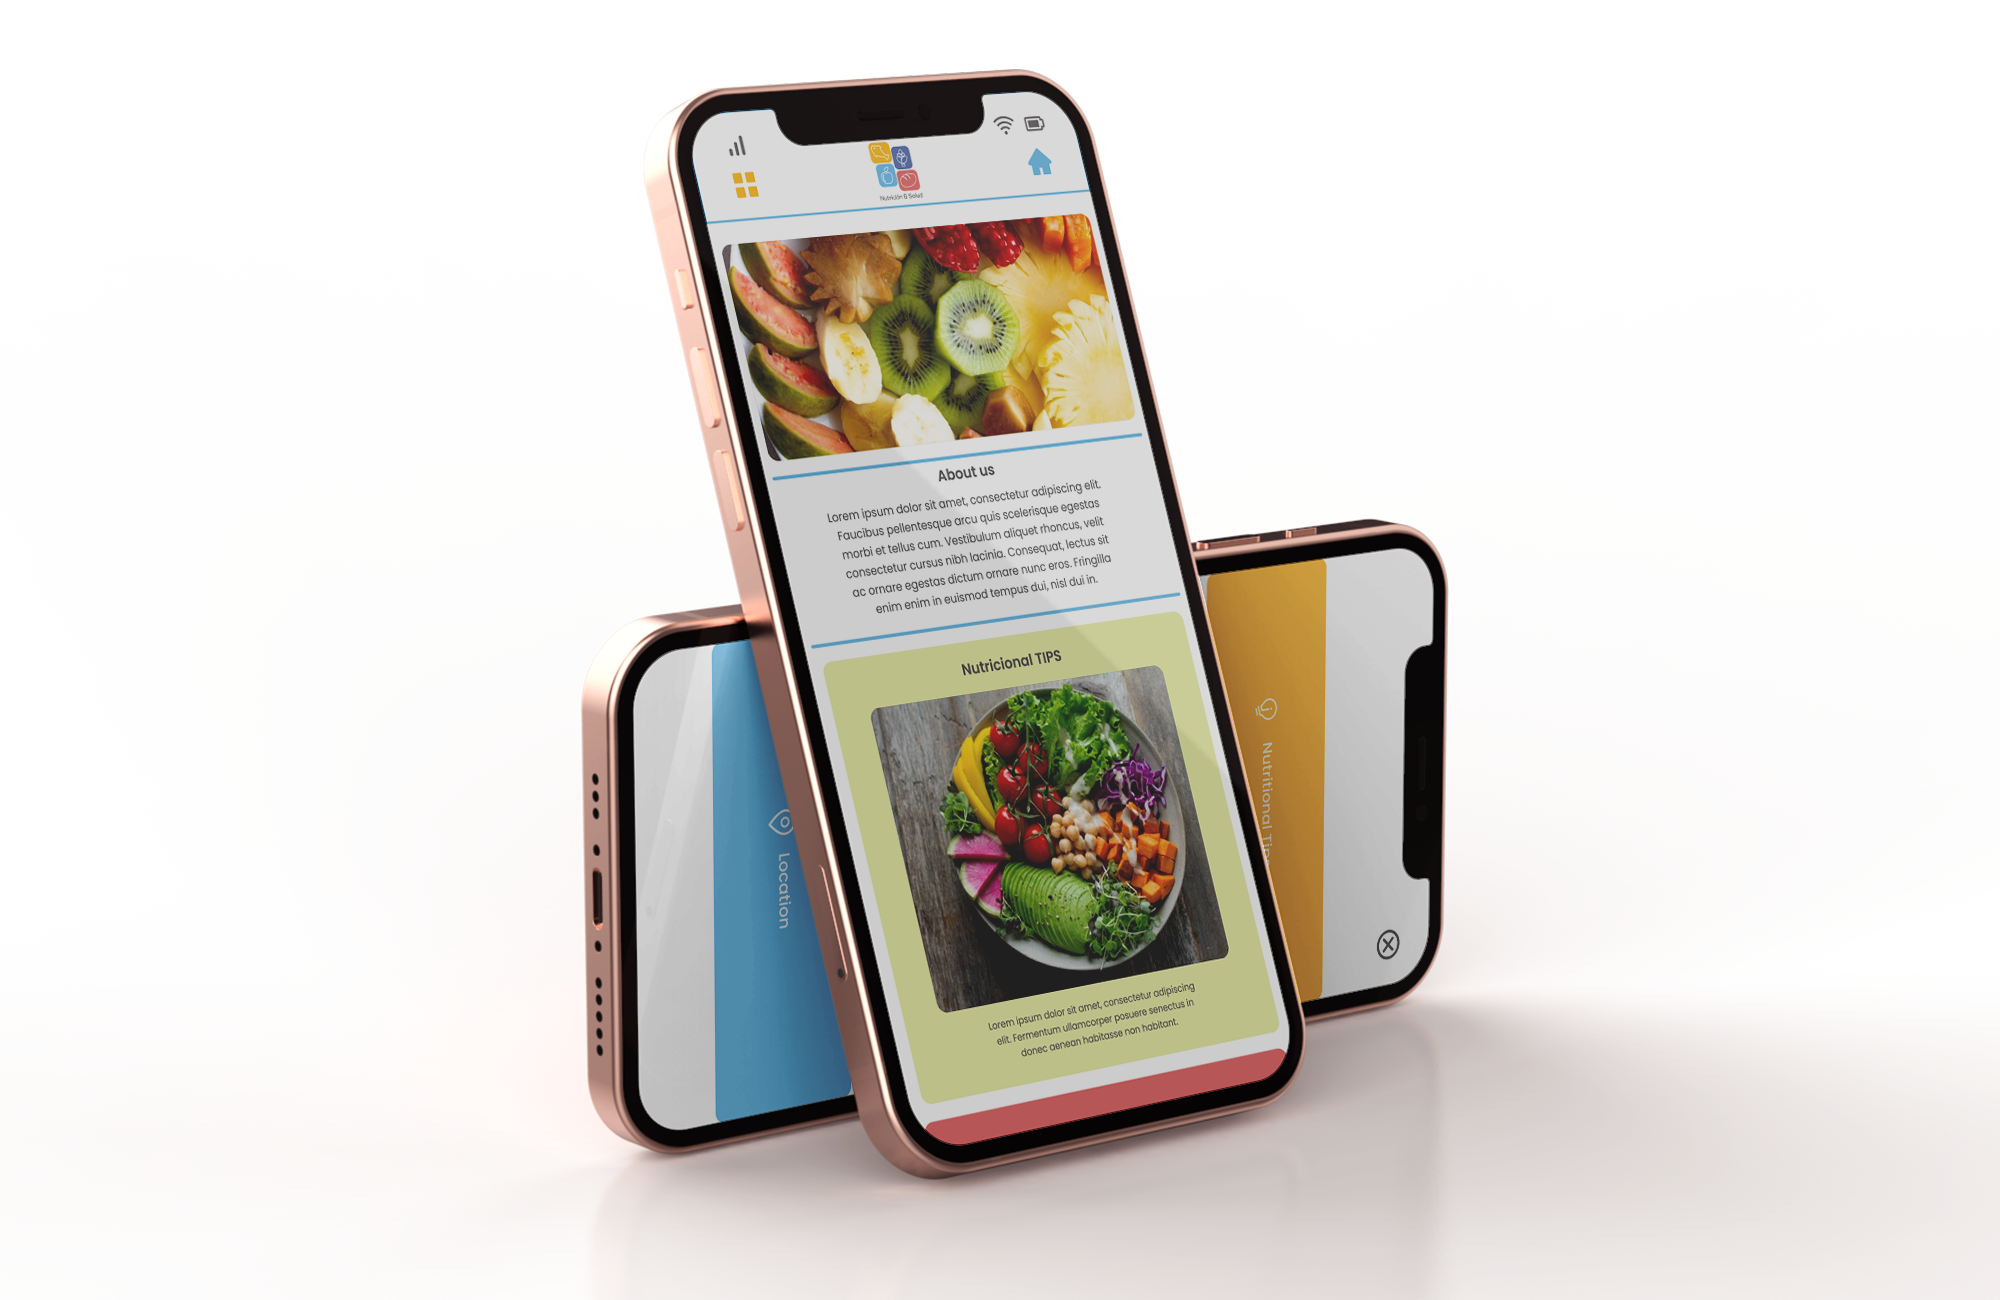 Nutrición & Salud
About us
Lorem ipsum dolor sit amet, consectetur adipiscing elit.
Faucibus pellentesque arcu quis scelerisque egestas
morbi et tellus cum. Vestibulum aliquet rhoncus, velit
consectetur cursus nibh lacinia. Consequat, lectus sit
ac ornare egestas dictum ornare nunc eros. Fringilla
enim enim in euismod tempus dui, nisl dui in.
Nutricional TIPS
Lorem ipsum dolor sit amet, consectetur adipiscing
elit. Fermentum ullamcorper posuere senectus in
donec aenean habitasse non habitant.
Location
Nutritional Tip